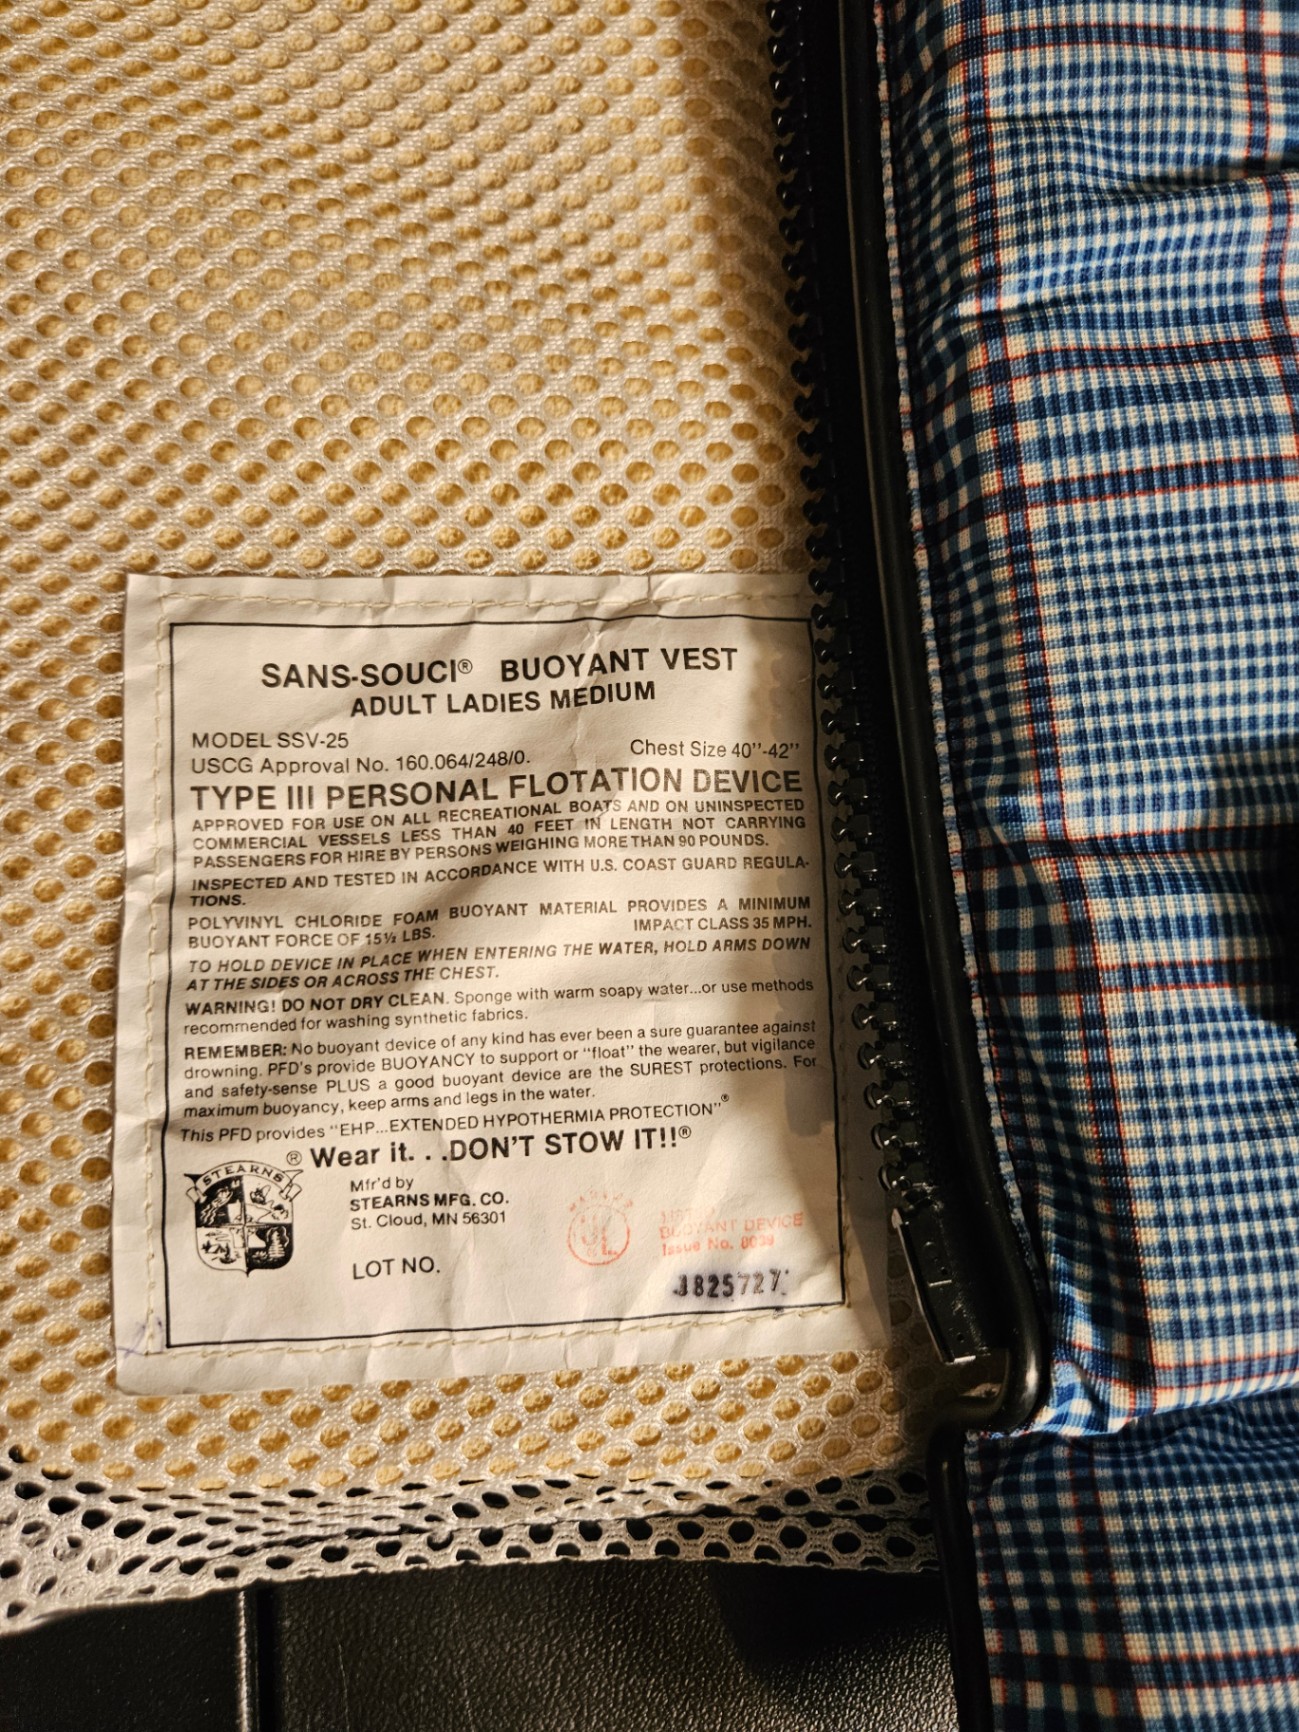 SANS-SOUCI® BUOYANT VEST
ADULT LADIES MEDIUM
MODEL SSV-25
Chest Size 40"-42"
USCG Approval No. 160.064/248/0.
TYPE III PERSONAL FLOTATION DEVICE
APPROVED FOR USE ON ALL RECREATIONAL BOATS AND ON UNINSPECTED
COMMERCIAL VESSELS LESS THAN 40 FEET IN LENGTH NOT CARRYING
PASSENGERS FOR HIRE BY PERSONS WEIGHING MORE THAN 90 POUNDS.
INSPECTED AND TESTED IN ACCORDANCE WITH U.S. COAST GUARD REGULA-
TIONS.
POLYVINYL CHLORIDE FOAM BUOYANT MATERIAL PROVIDES A MINIMUM
BUOYANT FORCE OF 15½ LBS. IMPACT CLASS 35 MPH.
TO HOLD DEVICE IN PLACE WHEN ENTERING THE WATER, HOLD ARMS DOWN
AT THE SIDES OR ACROSS THE CHEST.
WARNING! DO NOT DRY CLEAN. Sponge with warm soapy water...or use methods
recommended for washing synthetic fabrics.
REMEMBER: No buoyant device of any kind has ever been a sure guarantee against
drowning. PFD's provide BUOYANCY to support or "float" the wearer, but vigilance
and safety-sense PLUS a good buoyant device are the SUREST protections. For
maximum buoyancy, keep arms and legs in the water.
This PFD provides "EHP...EXTENDED HYPOTHERMIA PROTECTION"®
® Wear it. . .DON'T STOW IT!!®
STEARNS
Mfr'd by
STEARNS MFG. CO.
St. Cloud, MN 56301
LOT NO.
MARINE
UL
BUOYANT DEVICE
Issue No.
J825727